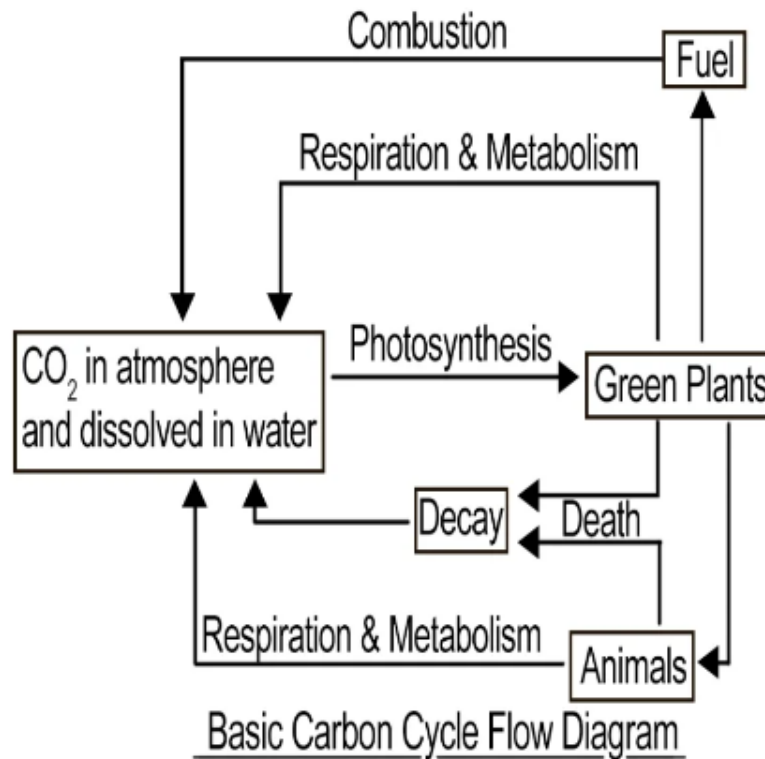 Combustion
Fuel
Respiration & Metabolism
Photosynthesis
CO₂ in atmosphere
and dissolved in water
Green Plants
Decay
Death
Respiration & Metabolism
Animals
Basic Carbon Cycle Flow Diagram